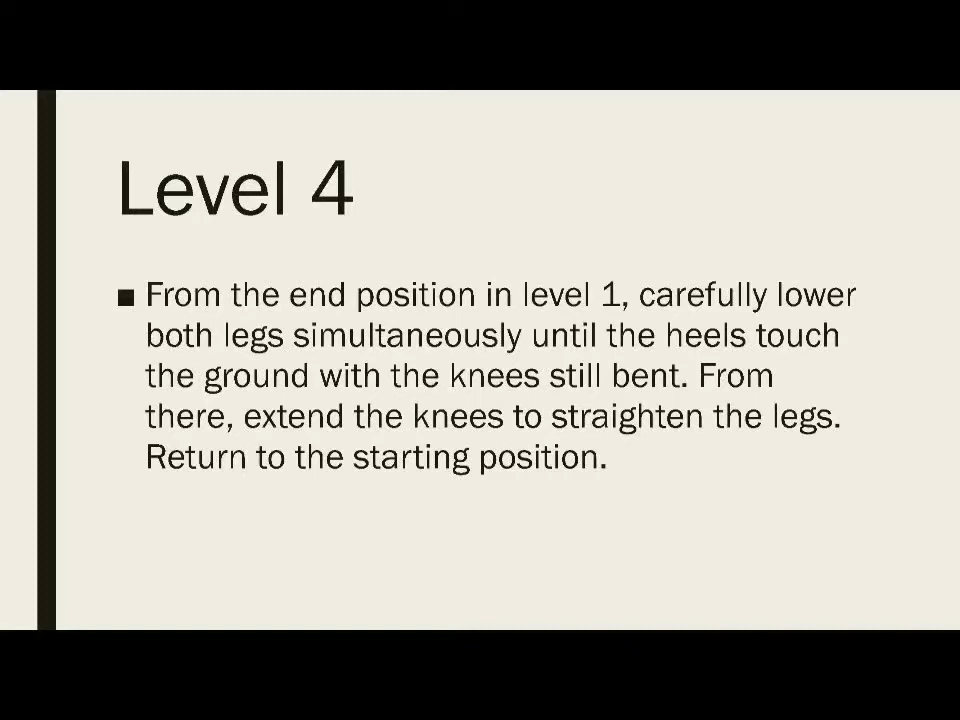 Level 4
■ From the end position in level 1, carefully lower
both legs simultaneously until the heels touch
the ground with the knees still bent. From
there, extend the knees to straighten the legs.
Return to the starting position.